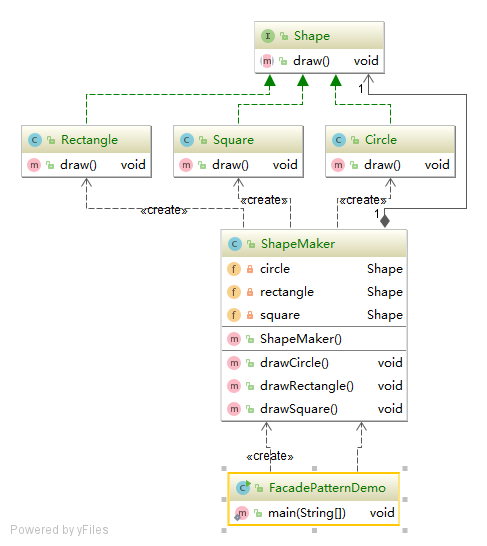 Shape
draw() void
1
Rectangle
draw() void
Square
draw() void
Circle
draw() void
«create»
«create»
«create»
1
ShapeMaker
circle Shape
rectangle Shape
square Shape
ShapeMaker()
drawCircle() void
drawRectangle() void
drawSquare() void
«create»
FacadePatternDemo
main(String[]) void
Powered by yFiles